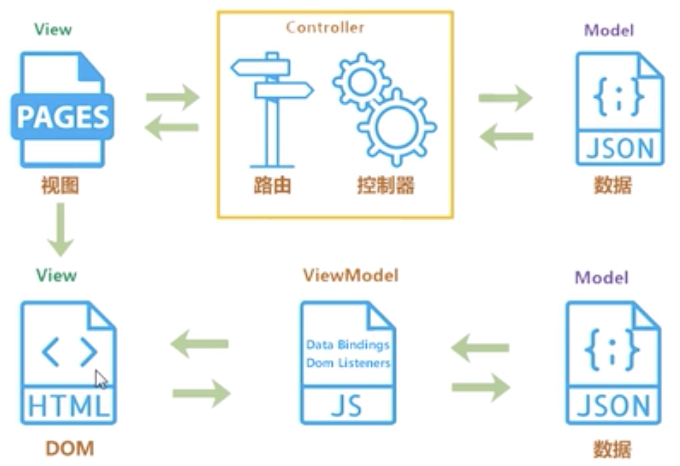 View
Controller
Model
PAGES
{;}
JSON
视图
路由
控制器
数据
View
ViewModel
Model
< >
Data Bindings
Dom Listeners
{;}
HTML
JS
JSON
DOM
数据